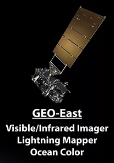 GEO-East
Visible/Infrared Imager
Lightning Mapper
Ocean Color